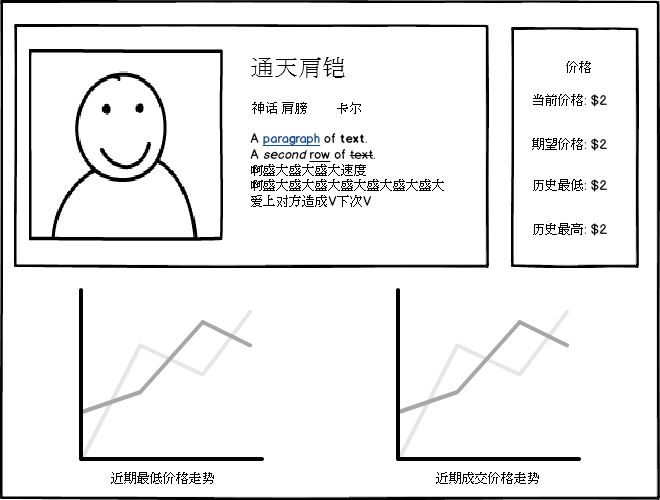 通天肩铠
神话 肩膀 卡尔
A paragraph of text.
A second row of text.
啊盛大盛大盛大速度
啊盛大盛大盛大盛大盛大盛大盛大
爱上对方造成V下次V
价格
当前价格: $2
期望价格: $2
历史最低: $2
历史最高: $2
近期最低价格走势
近期成交价格走势